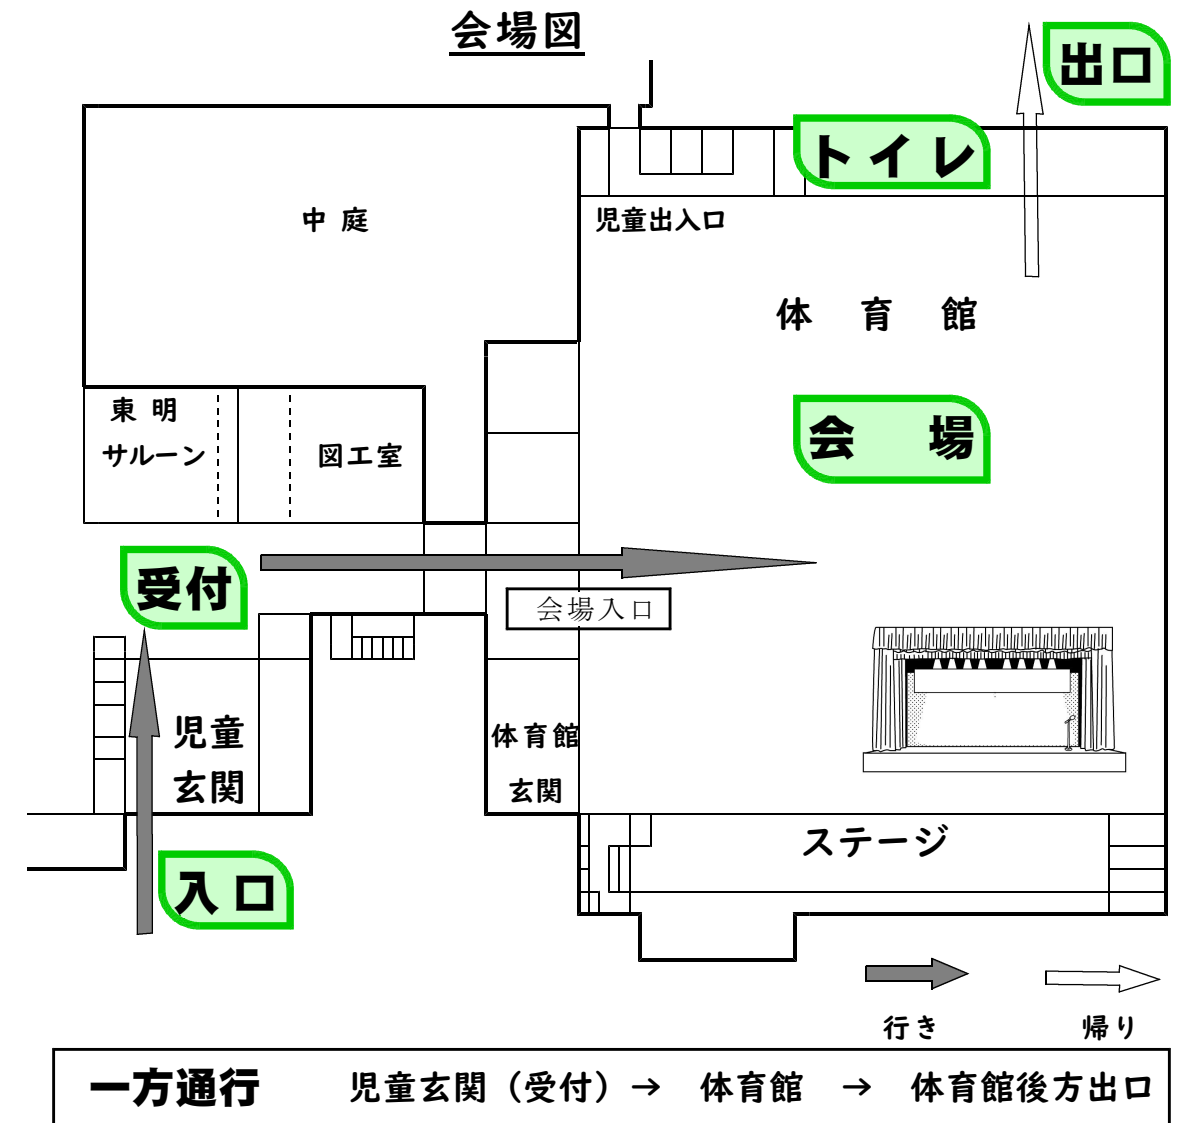 会場図
出口
トイレ
中庭
児童出入口
体育館
東明
サルーン
図工室
会場
受付
会場入口
児童
玄関
体育館
玄関
ステージ
入口
行き
帰り
一方通行 児童玄関（受付）→ 体育館 → 体育館後方出口